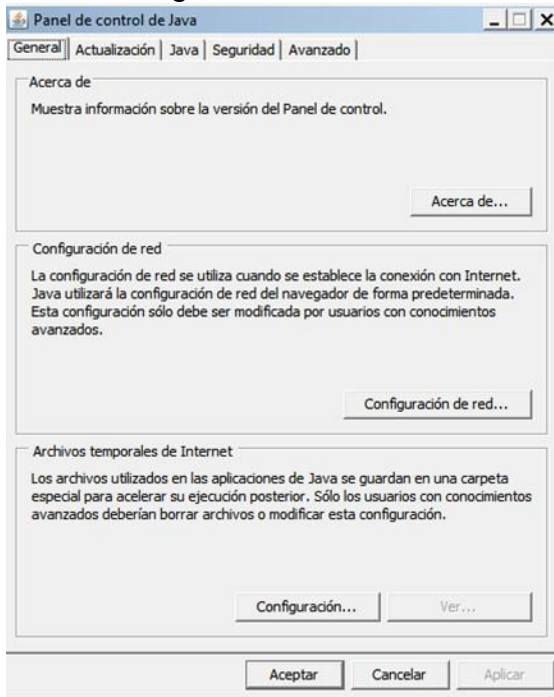 Panel de control de Java
General Actualización Java Seguridad Avanzado
Acerca de
Muestra información sobre la versión del Panel de control.
Acerca de...
Configuración de red
La configuración de red se utiliza cuando se establece la conexión con Internet.
Java utilizará la configuración de red del navegador de forma predeterminada.
Esta configuración sólo debe ser modificada por usuarios con conocimientos
avanzados.
Configuración de red...
Archivos temporales de Internet
Los archivos utilizados en las aplicaciones de Java se guardan en una carpeta
especial para acelerar su ejecución posterior. Sólo los usuarios con conocimientos
avanzados deberían borrar archivos o modificar esta configuración.
Configuración... Ver...
Aceptar Cancelar Aplicar